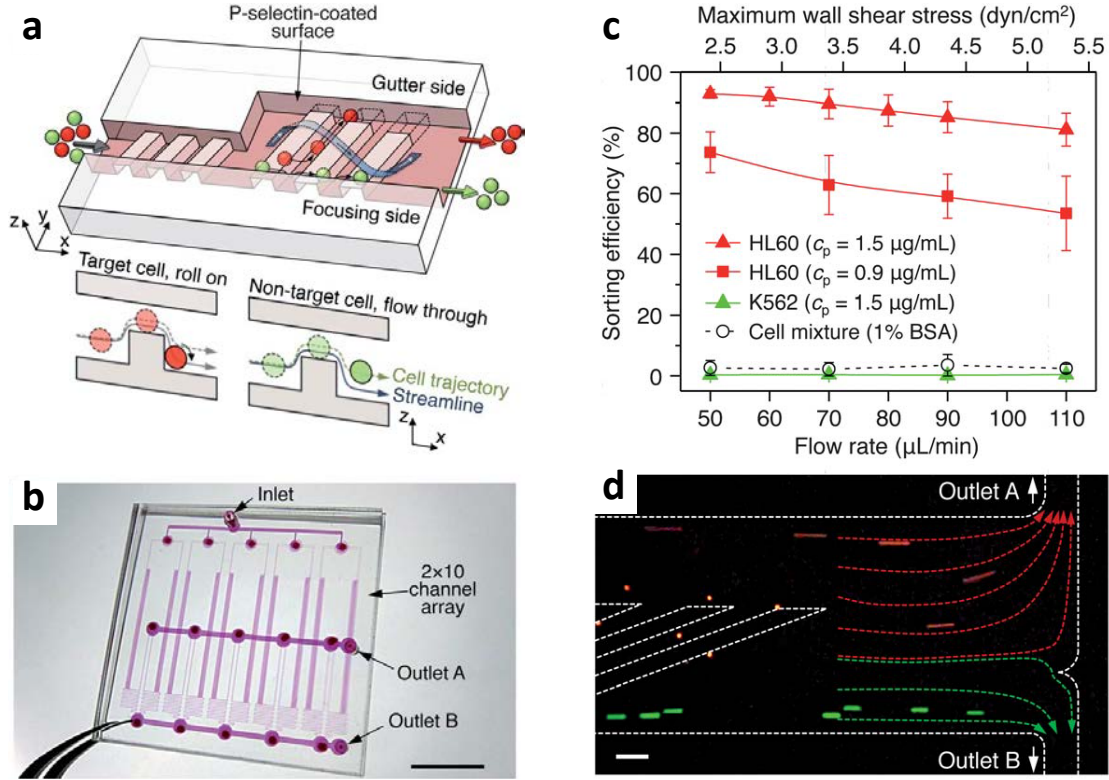 a
P-selectin-coated
surface
Gutter side
Focusing side
z
y
x
Target cell, roll on
Non-target cell, flow through
Cell trajectory
Streamline
z
x
b
Inlet
2×10
channel
array
Outlet A
Outlet B
c
Maximum wall shear stress (dyn/cm²)
2.5 3.0 3.5 4.0 4.5 5.0 5.5
Sorting efficiency (%)
100
80
60
40
20
0
HL60 (cp = 1.5 µg/mL)
HL60 (cp = 0.9 µg/mL)
K562 (cp = 1.5 µg/mL)
Cell mixture (1% BSA)
50 60 70 80 90 100 110
Flow rate (µL/min)
d
Outlet A
Outlet B